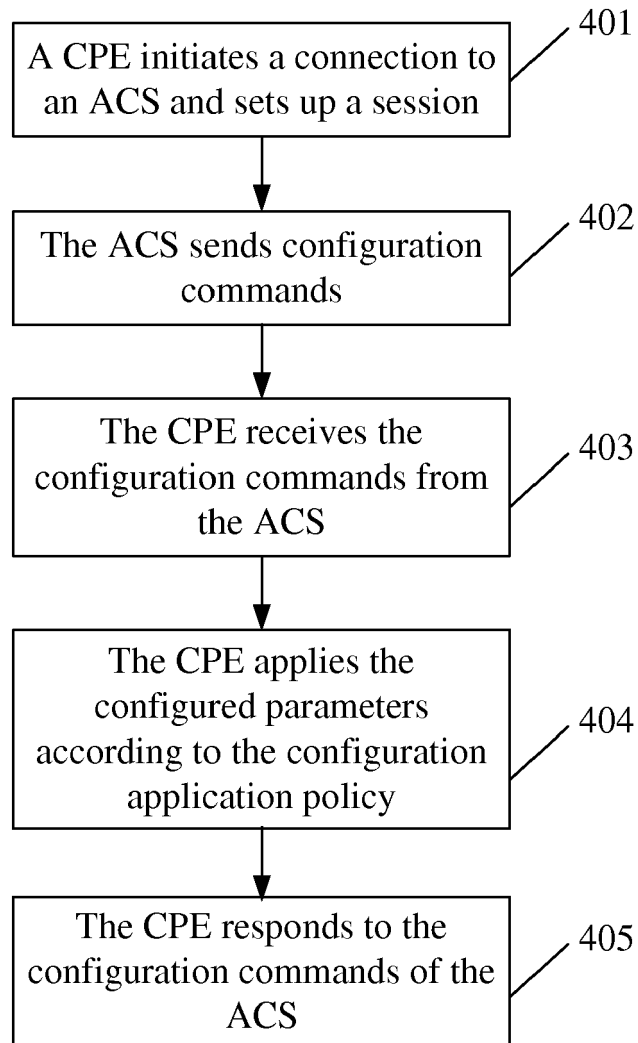 401
A CPE initiates a connection to
an ACS and sets up a session
402
The ACS sends configuration
commands
403
The CPE receives the
configuration commands from
the ACS
404
The CPE applies the
configured parameters
according to the configuration
application policy
405
The CPE responds to the
configuration commands of the
ACS